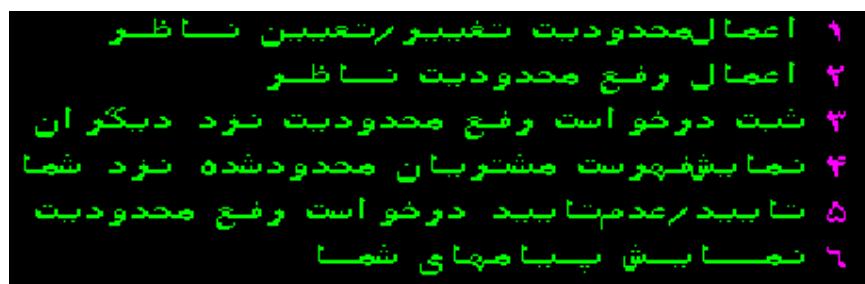 ۱ اعمال‌محدودیت تغییر/تعیین ناظر
۲ اعمال رفع محدودیت ناظر
۳ ثبت درخواست رفع محدودیت نزد دیگران
۴ نمایش‌فهرست مشتریان محدودشده نزد شما
۵ تایید/عدم‌تایید درخواست رفع محدودیت
۶ نمایش پیامهای شما